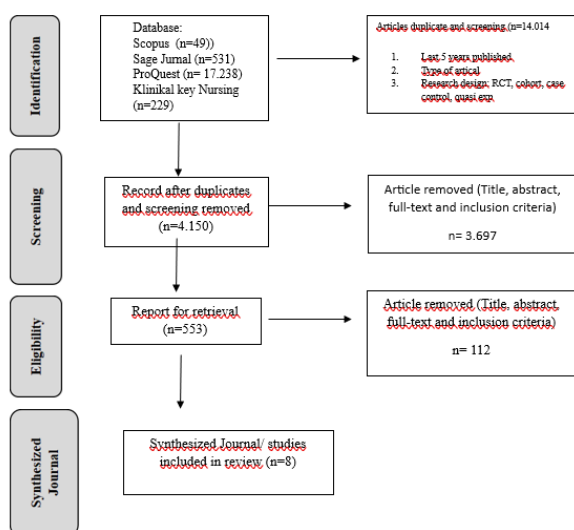 Identification
Database:
Scopus (n=49))
Sage Jurnal (n=531)
ProQuest (n= 17.238)
Klinikal key Nursing
(n=229)
Articles duplicate and screening (n=14.014
1. Last 5 years published
2. Type of artical
3. Research design: RCT, cohort, case
control, quasi exp
Screening
Record after duplicates
and screening removed
(n=4.150)
Article removed (Title, abstract,
full-text and inclusion criteria)
n= 3.697
Eligibility
Report for retrieval
(n=553)
Article removed (Title, abstract,
full-text and inclusion criteria)
n= 112
Synthesized
Journal
Synthesized Journal/ studies
included in review (n=8)